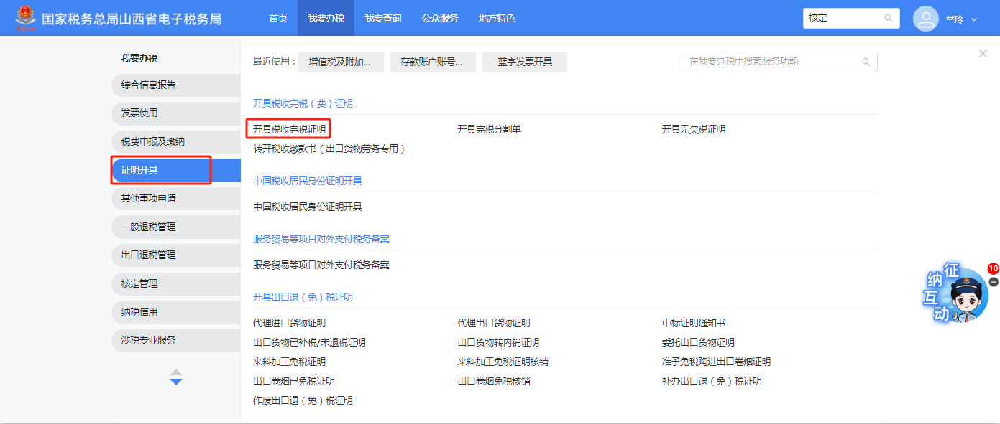 国家税务总局山西省电子税务局
首页 我要办税 我要查询 公众服务 地方特色
核定
**玲
我要办税
综合信息报告
发票使用
税费申报及缴纳
证明开具
其他事项申请
一般退税管理
出口退税管理
核定管理
纳税信用
涉税专业服务
最近使用： 增值税及附加... 存款账户账号... 蓝字发票开具
在我要办税中搜索服务功能
开具税收完税（费）证明
开具税收完税证明 开具完税分割单 开具无欠税证明
转开税收缴款书（出口货物劳务专用）
中国税收居民身份证明开具
中国税收居民身份证明开具
服务贸易等项目对外支付税务备案
服务贸易等项目对外支付税务备案
开具出口退（免）税证明
代理进口货物证明 代理出口货物证明 中标证明通知书
出口货物已补税/未退税证明 出口货物转内销证明 委托出口货物证明
来料加工免税证明 来料加工免税证明核销 准予免税购进出口卷烟证明
出口卷烟已免税证明 出口卷烟免税核销 补办出口退（免）税证明
作废出口退（免）税证明
征纳互动
10